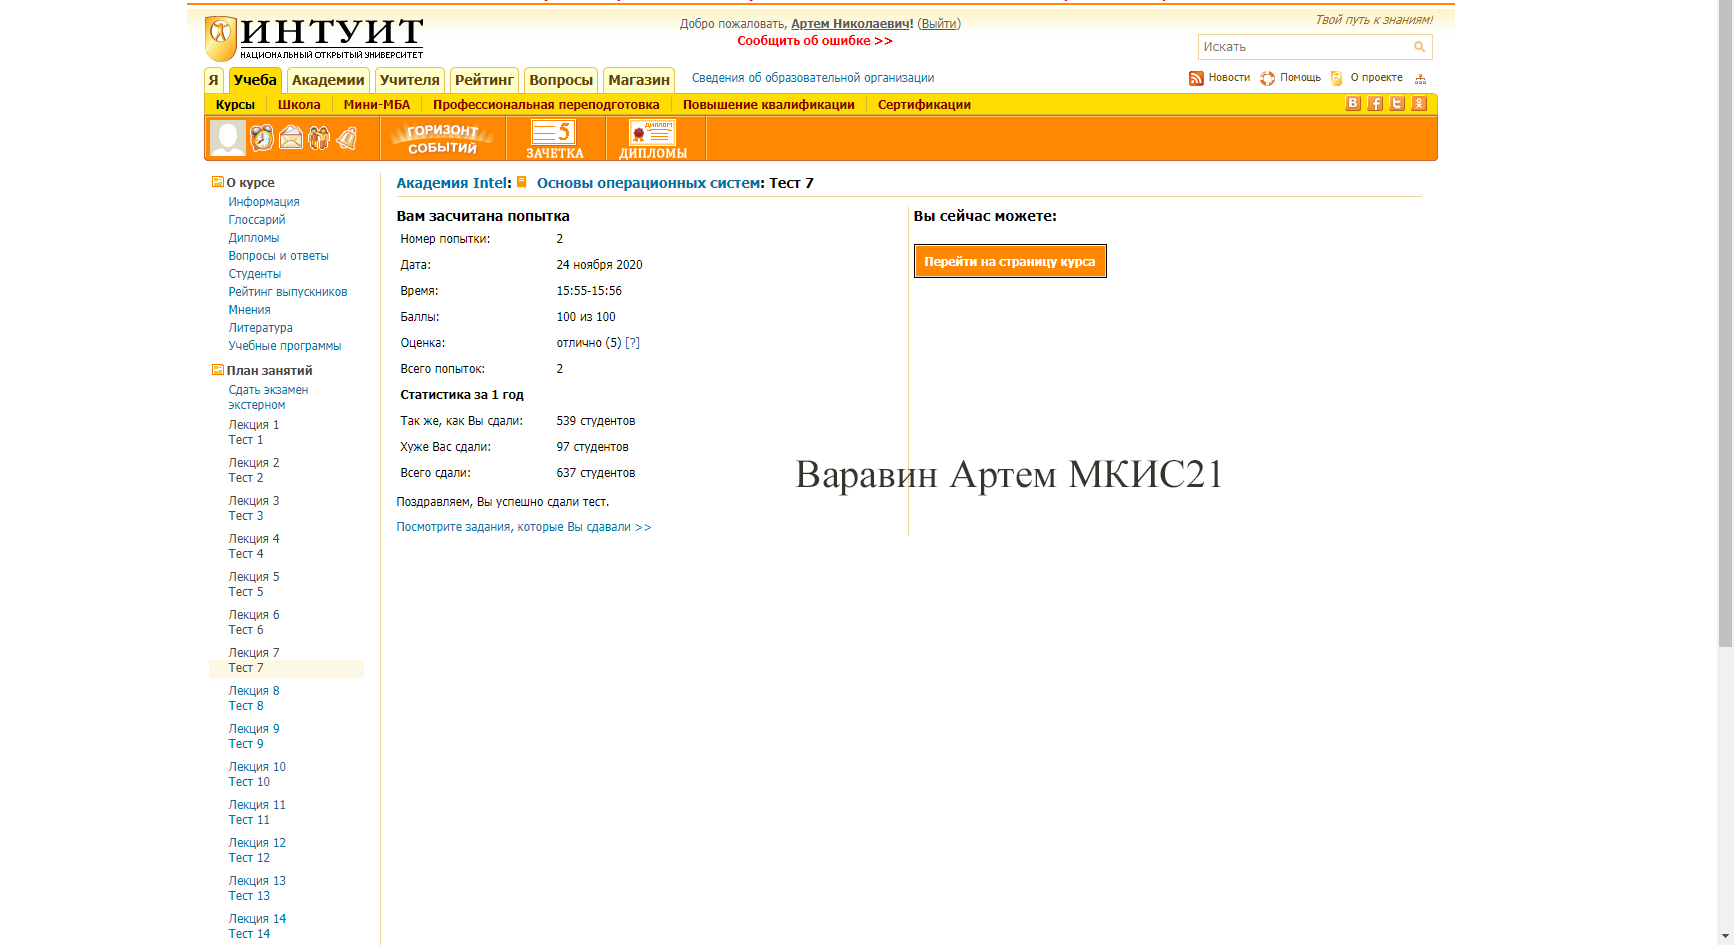 ИНТУИТ
НАЦИОНАЛЬНЫЙ ОТКРЫТЫЙ УНИВЕРСИТЕТ
Добро пожаловать, Артем Николаевич! (Выйти)
Сообщить об ошибке >>
Твой путь к знаниям!
Искать
Я Учеба Академии Учителя Рейтинг Вопросы Магазин Сведения об образовательной организации
Новости Помощь О проекте
Курсы Школа Мини-МБА Профессиональная переподготовка Повышение квалификации Сертификации
ГОРИЗОНТ СОБЫТИЙ
5 ЗАЧЕТКА
диплом ДИПЛОМЫ
О курсе
Информация
Глоссарий
Дипломы
Вопросы и ответы
Студенты
Рейтинг выпускников
Мнения
Литература
Учебные программы
План занятий
Сдать экзамен
экстерном
Лекция 1
Тест 1
Лекция 2
Тест 2
Лекция 3
Тест 3
Лекция 4
Тест 4
Лекция 5
Тест 5
Лекция 6
Тест 6
Лекция 7
Тест 7
Лекция 8
Тест 8
Лекция 9
Тест 9
Лекция 10
Тест 10
Лекция 11
Тест 11
Лекция 12
Тест 12
Лекция 13
Тест 13
Лекция 14
Тест 14
Академия Intel: Основы операционных систем: Тест 7
Вам засчитана попытка
Номер попытки: 2
Дата: 24 ноября 2020
Время: 15:55-15:56
Баллы: 100 из 100
Оценка: отлично (5) [?]
Всего попыток: 2
Статистика за 1 год
Так же, как Вы сдали: 539 студентов
Хуже Вас сдали: 97 студентов
Всего сдали: 637 студентов
Поздравляем, Вы успешно сдали тест.
Посмотрите задания, которые Вы сдавали >>
Вы сейчас можете:
Перейти на страницу курса
Варавин Артем МКИС21